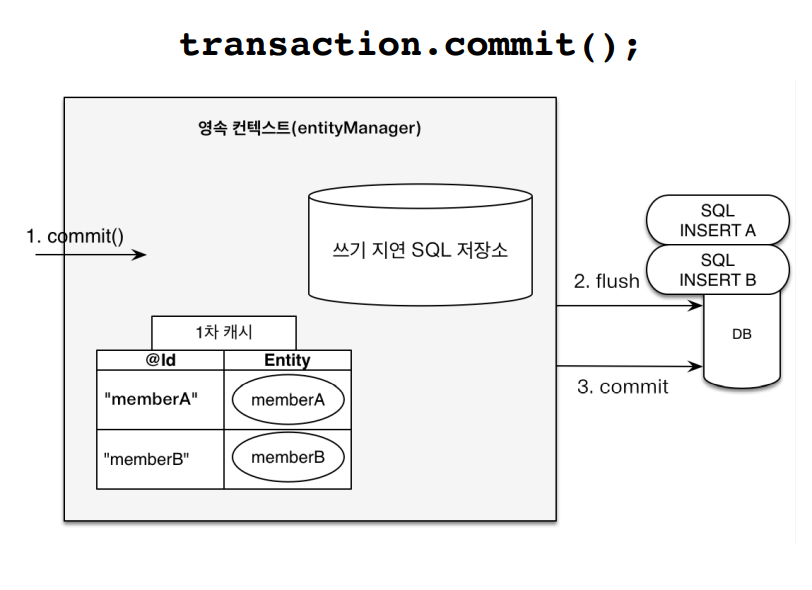 transaction.commit();
영속 컨텍스트(entityManager)
1. commit()
쓰기 지연 SQL 저장소
SQL
INSERT A
SQL
INSERT B
2. flush
DB
3. commit
1차 캐시
@Id Entity
"memberA" memberA
"memberB" memberB